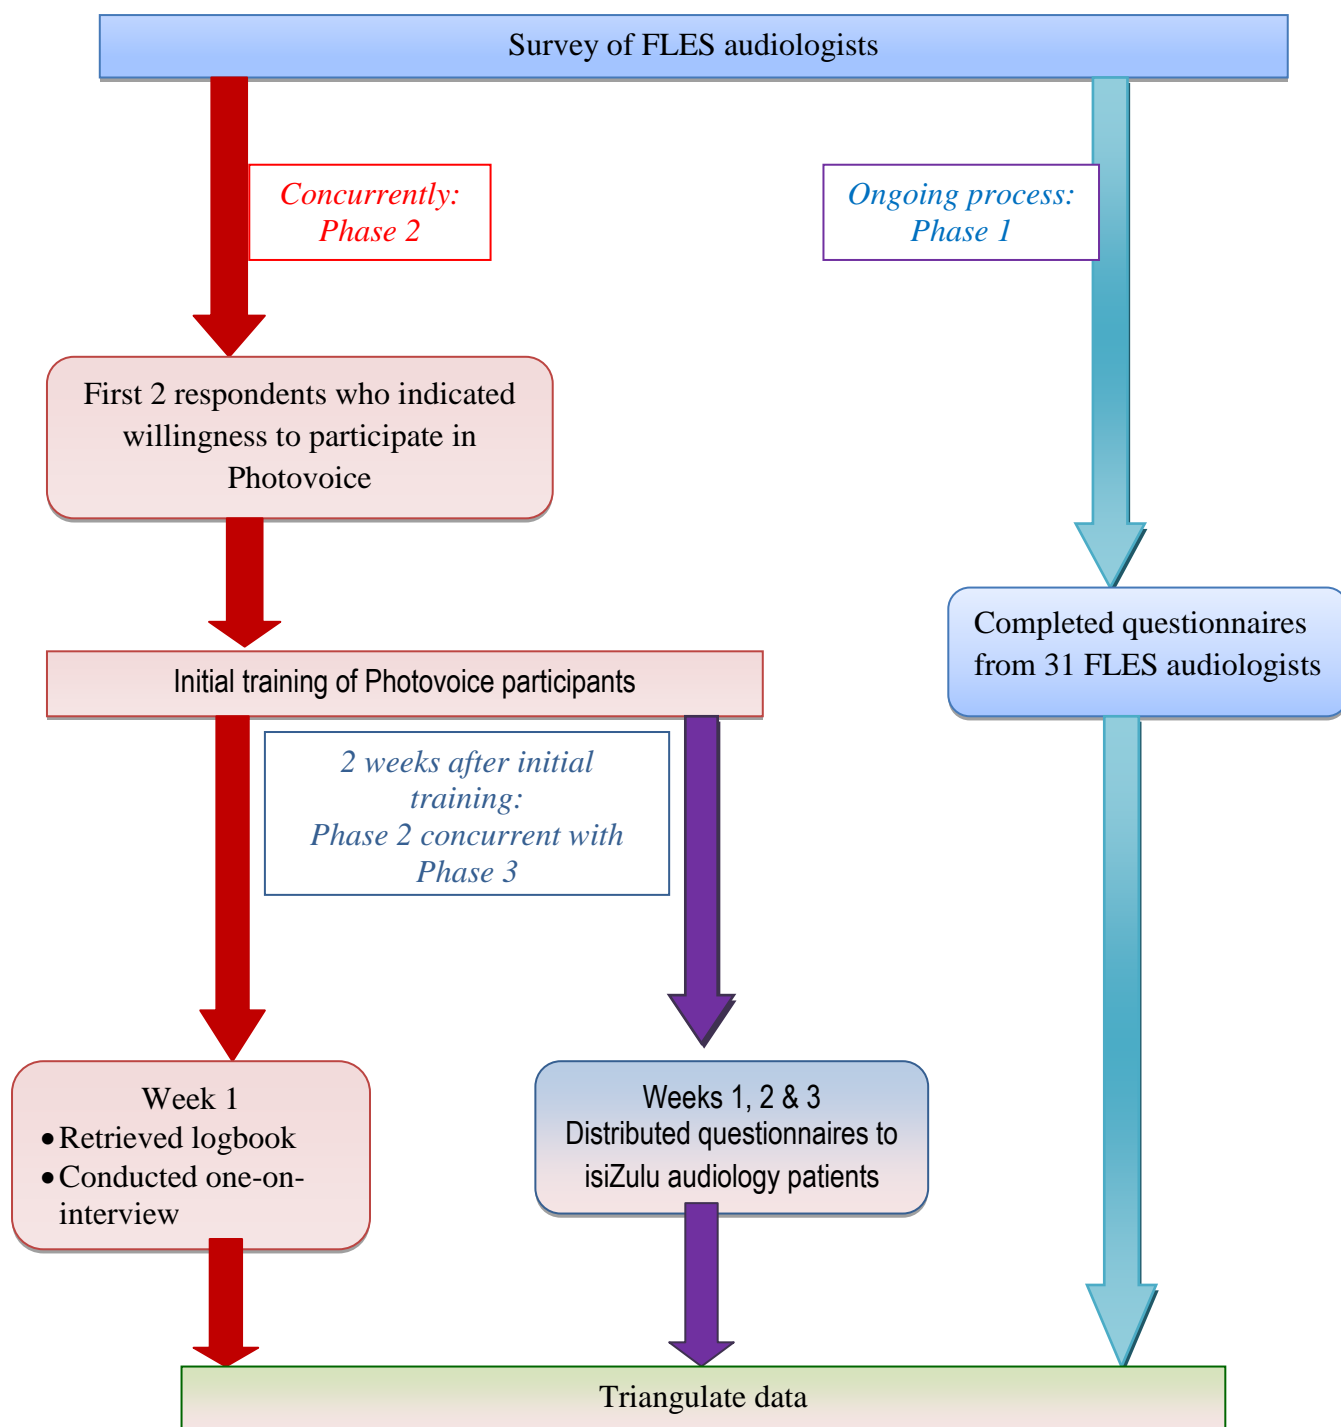 Survey of FLES audiologists
Concurrently:
Phase 2
Ongoing process:
Phase 1
First 2 respondents who indicated
willingness to participate in
Photovoice
Completed questionnaires
from 31 FLES audiologists
Initial training of Photovoice participants
2 weeks after initial
training:
Phase 2 concurrent with
Phase 3
Week 1
•Retrieved logbook
•Conducted one-on-
interview
Weeks 1, 2 & 3
Distributed questionnaires to
isiZulu audiology patients
Triangulate data